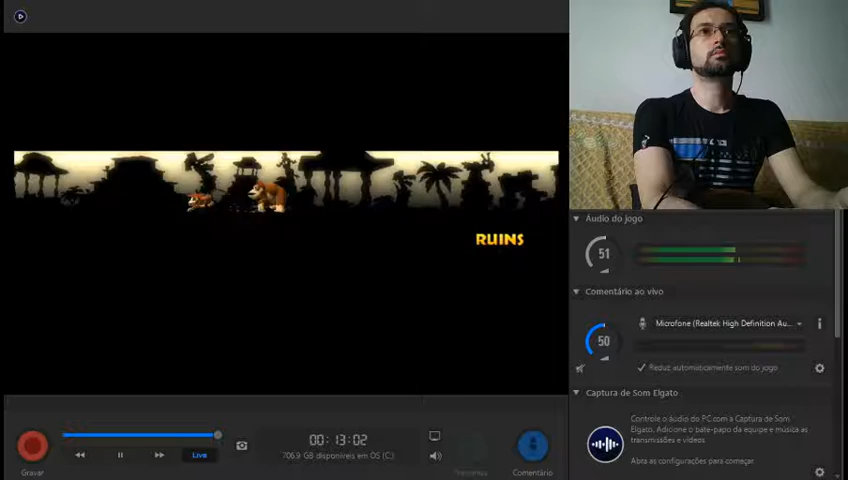 RUINS
Áudio do jogo
51
Comentário ao vivo
Microfone (Realtek High Definition Au...
50
Reduz automaticamente som do jogo
Captura de Som Elgato
Controle o áudio do PC com a Captura de Som
Elgato. Adicione o bate-papo da equipe e músicas às
transmissões e vídeos
Abra as configurações para começar
00:13:02
706.9 GB disponíveis em OS (C:)
Live
Gravar
Comentário